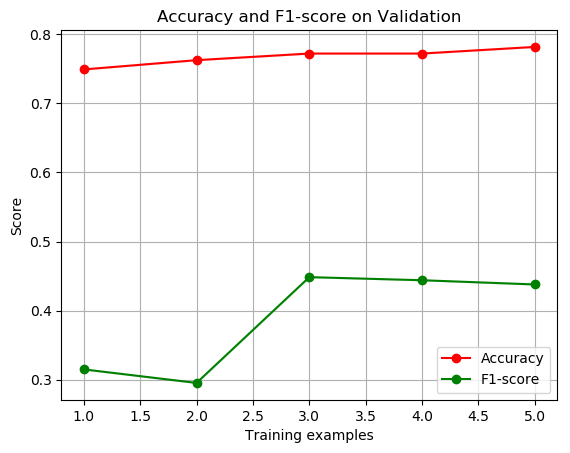 Accuracy and F1-score on Validation
0.8
0.7
0.6
0.5
0.4
0.3
Score
Accuracy
F1-score
1.0 1.5 2.0 2.5 3.0 3.5 4.0 4.5 5.0
Training examples